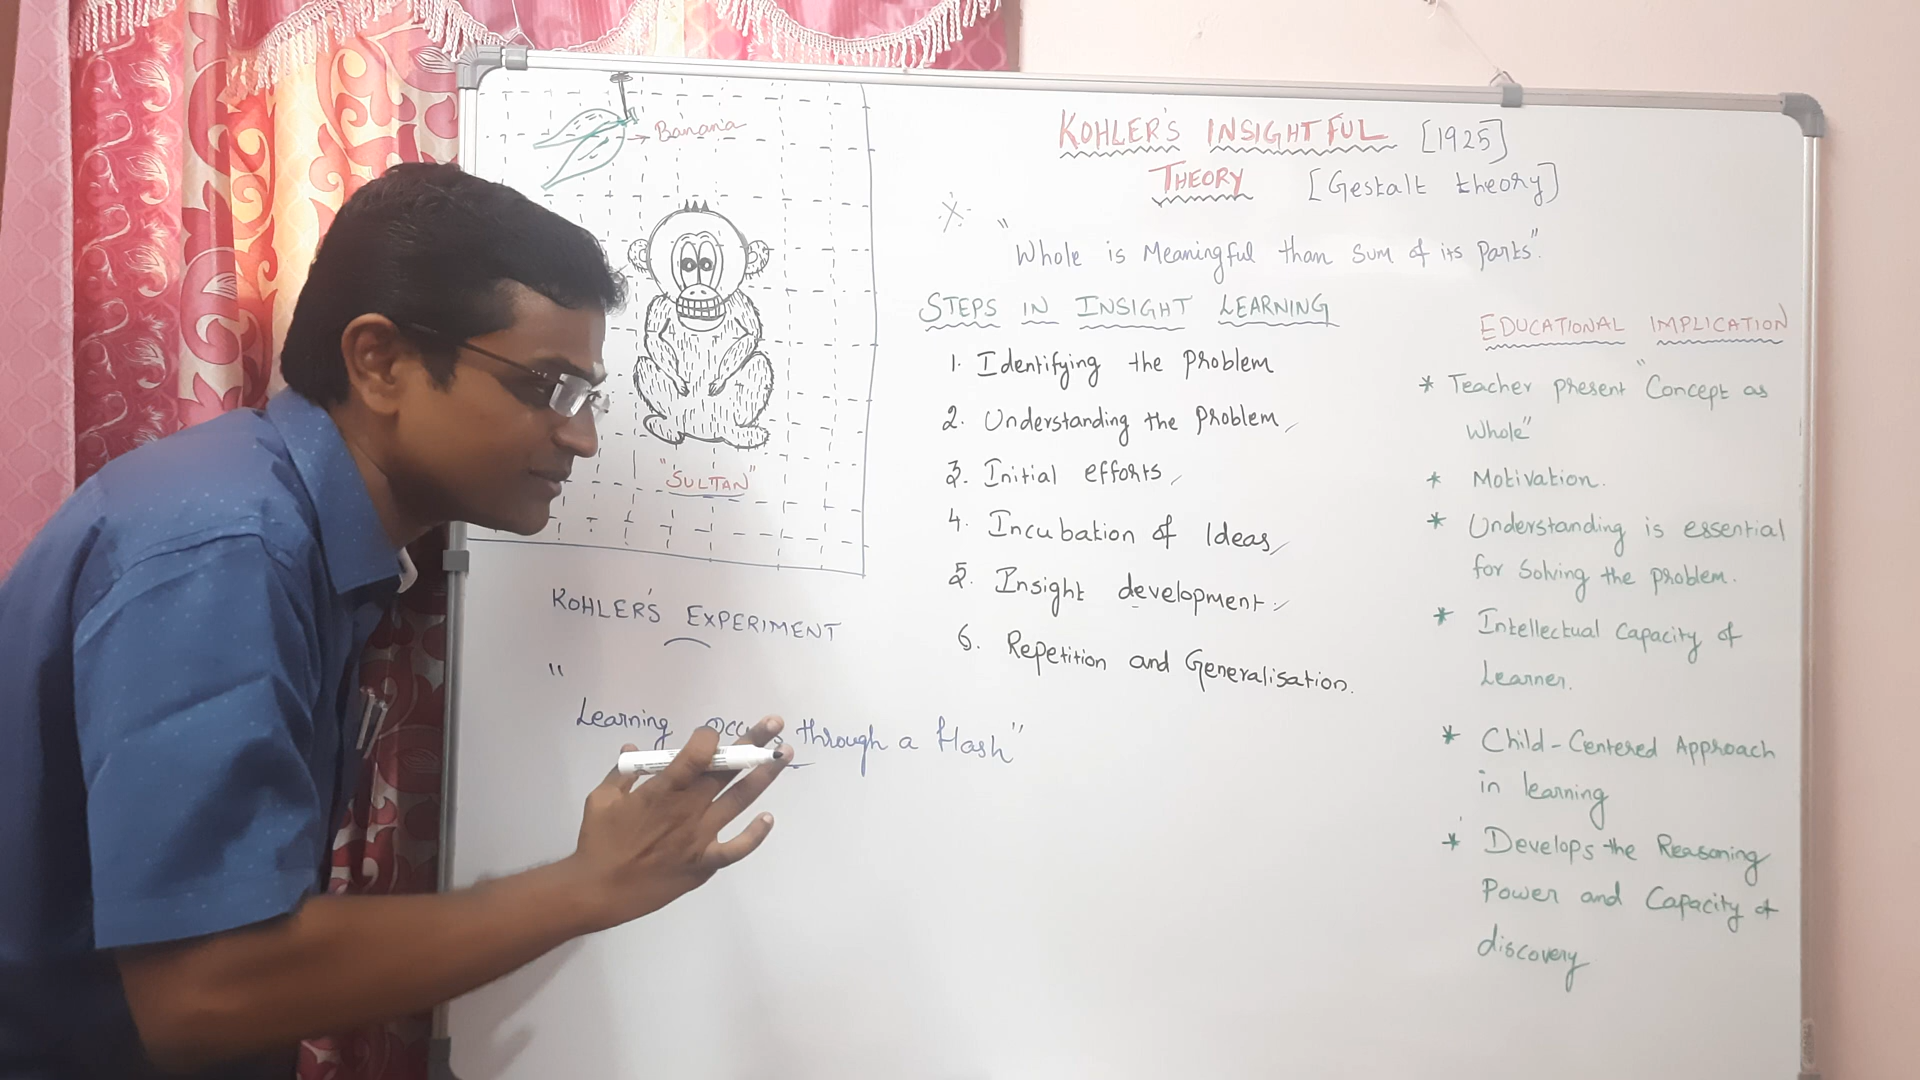 Banana
"SULTAN"
KOHLER'S EXPERIMENT
"Learning occurs through a flash"
KOHLER'S INSIGHTFUL [1925]
THEORY [Gestalt theory]
"Whole is Meaningful than Sum of its Parts".
STEPS IN INSIGHT LEARNING
1. Identifying the Problem
2. Understanding the Problem
3. Initial efforts
4. Incubation of Ideas
5. Insight development
6. Repetition and Generalisation.
EDUCATIONAL IMPLICATION
* Teacher present "Concept as
Whole"
* Motivation.
* Understanding is essential
for Solving the problem.
* Intellectual Capacity of
Learner.
* Child-Centered Approach
in learning
* Develops the Reasoning
Power and Capacity of
discovery